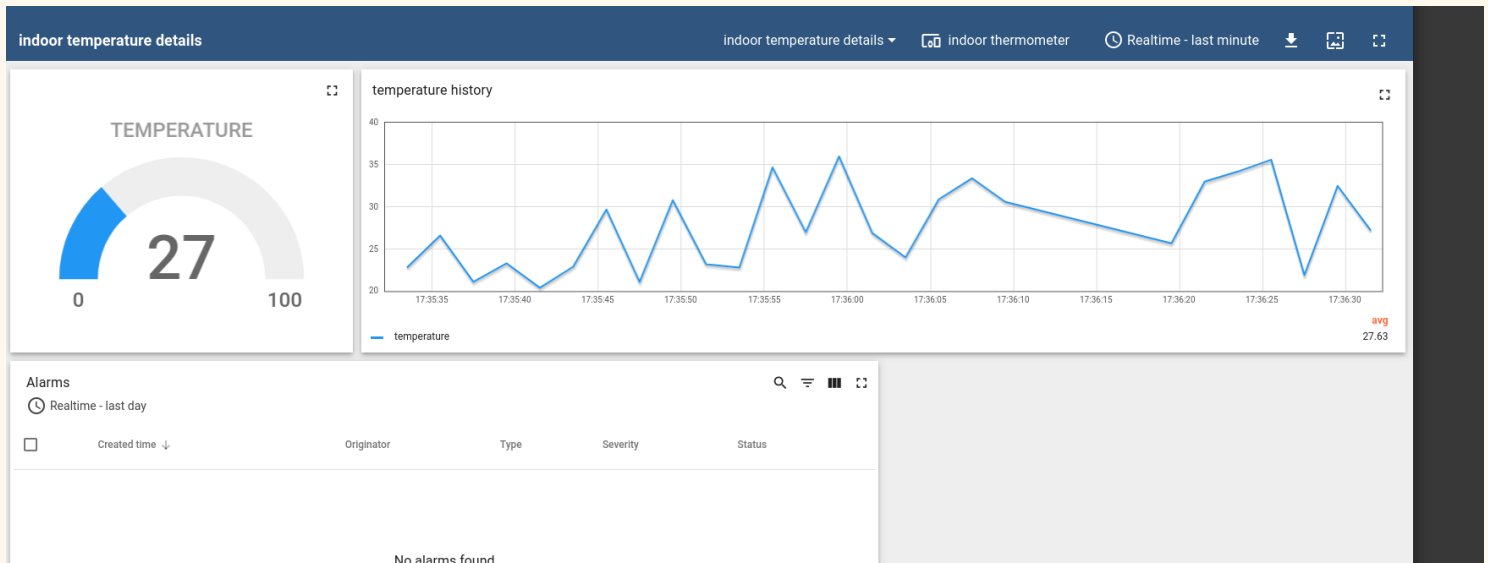 indoor temperature details
indoor temperature details
indoor thermometer
Realtime - last minute
TEMPERATURE
27
0
100
temperature history
40
35
30
25
20
17:35:35
17:35:40
17:35:45
17:35:50
17:35:55
17:36:00
17:36:05
17:36:10
17:36:15
17:36:20
17:36:25
17:36:30
avg
temperature
27.63
Alarms
Realtime - last day
Created time
Originator
Type
Severity
Status
No alarms found